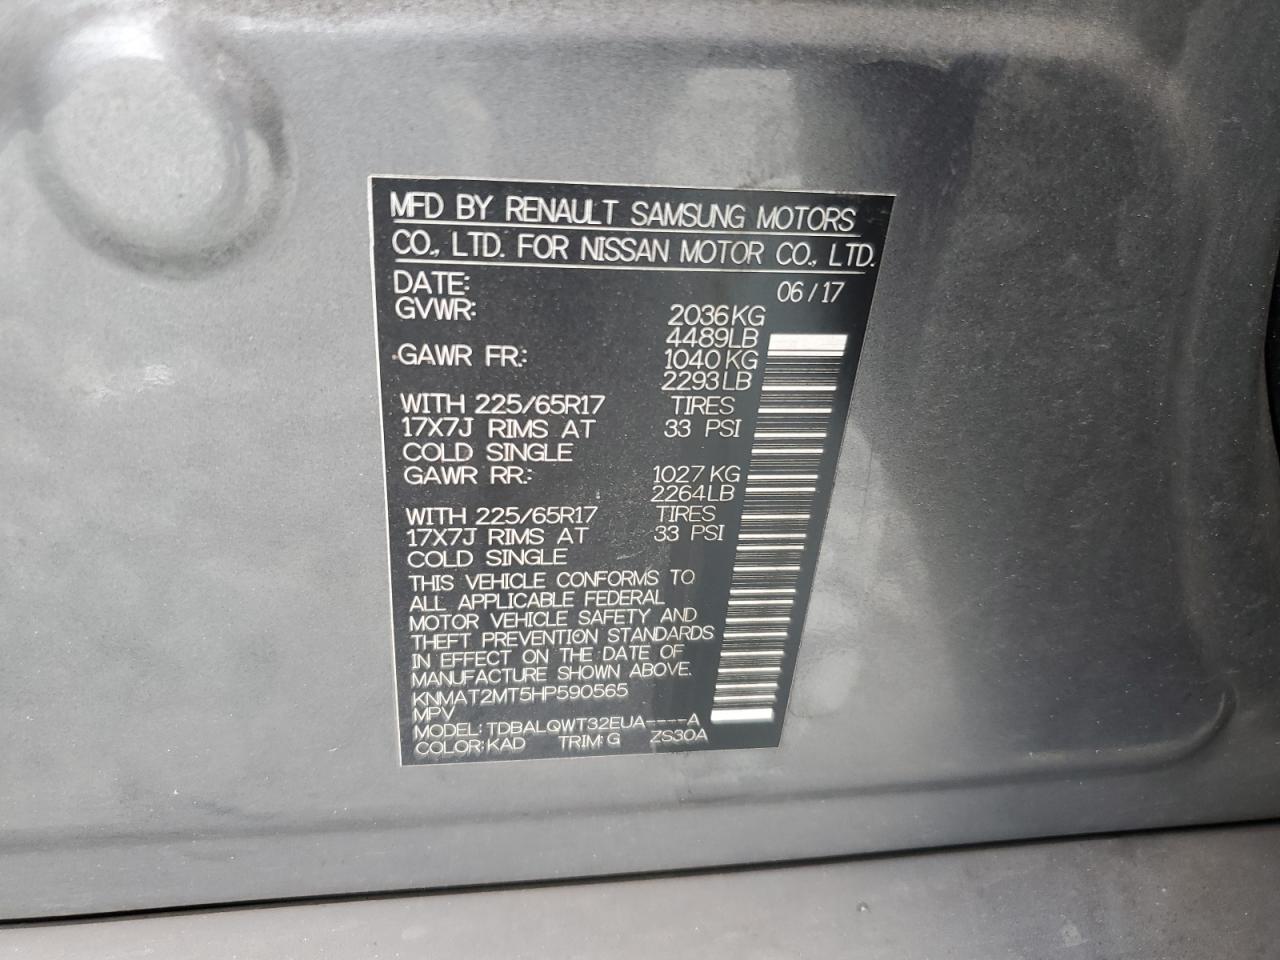 MFD BY RENAULT SAMSUNG MOTORS
CO., LTD. FOR NISSAN MOTOR CO., LTD.
DATE: 06/17
GVWR: 2036KG
4489LB
GAWR FR: 1040KG
2293LB
WITH 225/65R17 TIRES
17X7J RIMS AT 33 PSI
COLD SINGLE
GAWR RR: 1027KG
2264LB
WITH 225/65R17 TIRES
17X7J RIMS AT 33 PSI
COLD SINGLE
THIS VEHICLE CONFORMS TO
ALL APPLICABLE FEDERAL
MOTOR VEHICLE SAFETY AND
THEFT PREVENTION STANDARDS
IN EFFECT ON THE DATE OF
MANUFACTURE SHOWN ABOVE.
KNMAT2MT5HP590565
MPV
MODEL: TDBALQWT32EUA----A
COLOR: KAD TRIM: G ZS30A